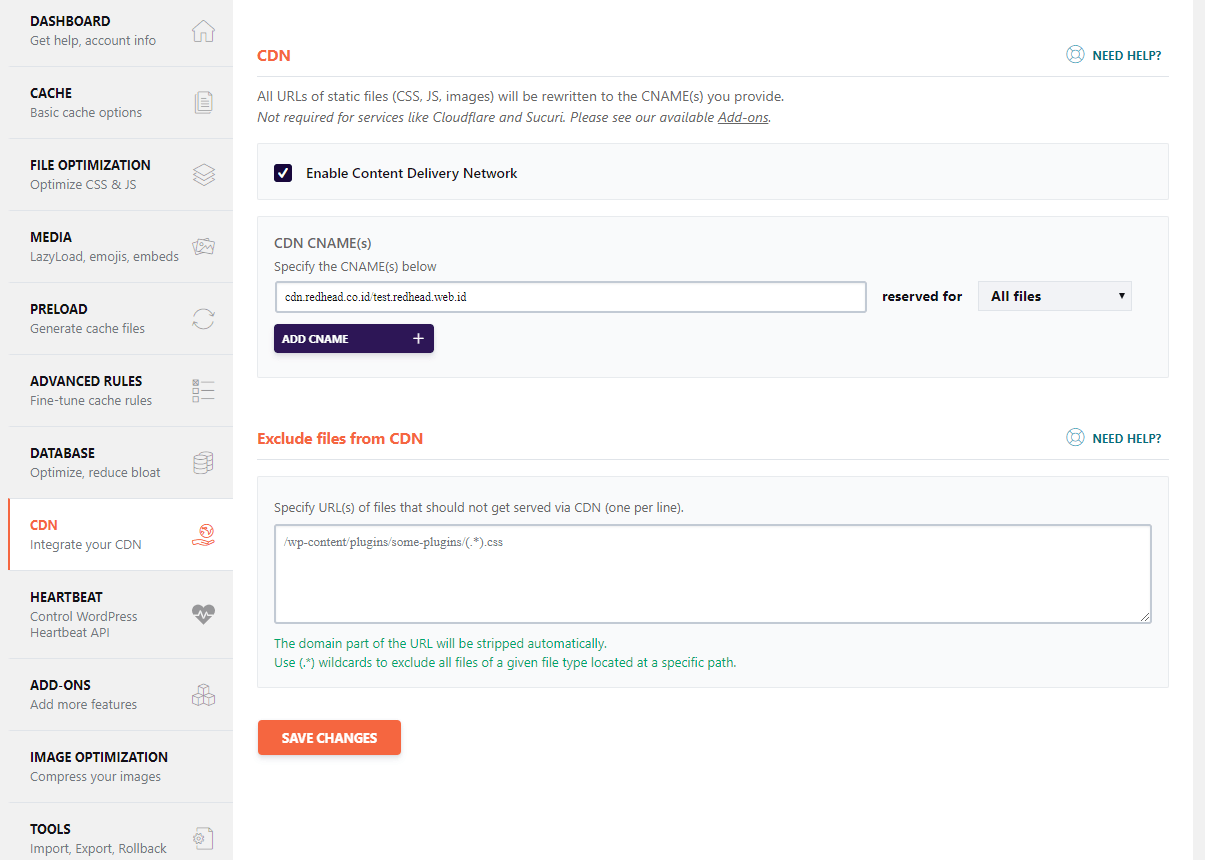 DASHBOARD
Get help, account info
CACHE
Basic cache options
FILE OPTIMIZATION
Optimize CSS & JS
MEDIA
LazyLoad, emojis, embeds
PRELOAD
Generate cache files
ADVANCED RULES
Fine-tune cache rules
DATABASE
Optimize, reduce bloat
CDN
Integrate your CDN
HEARTBEAT
Control WordPress
Heartbeat API
ADD-ONS
Add more features
IMAGE OPTIMIZATION
Compress your images
TOOLS
Import, Export, Rollback
CDN
NEED HELP?
All URLs of static files (CSS, JS, images) will be rewritten to the CNAME(s) you provide.
Not required for services like Cloudflare and Sucuri. Please see our available Add-ons.
Enable Content Delivery Network
CDN CNAME(s)
Specify the CNAME(s) below
cdn.redhead.co.id/test.redhead.web.id
reserved for
All files
ADD CNAME
Exclude files from CDN
NEED HELP?
Specify URL(s) of files that should not get served via CDN (one per line).
/wp-content/plugins/some-plugins/(.*).css
The domain part of the URL will be stripped automatically.
Use (.*) wildcards to exclude all files of a given file type located at a specific path.
SAVE CHANGES